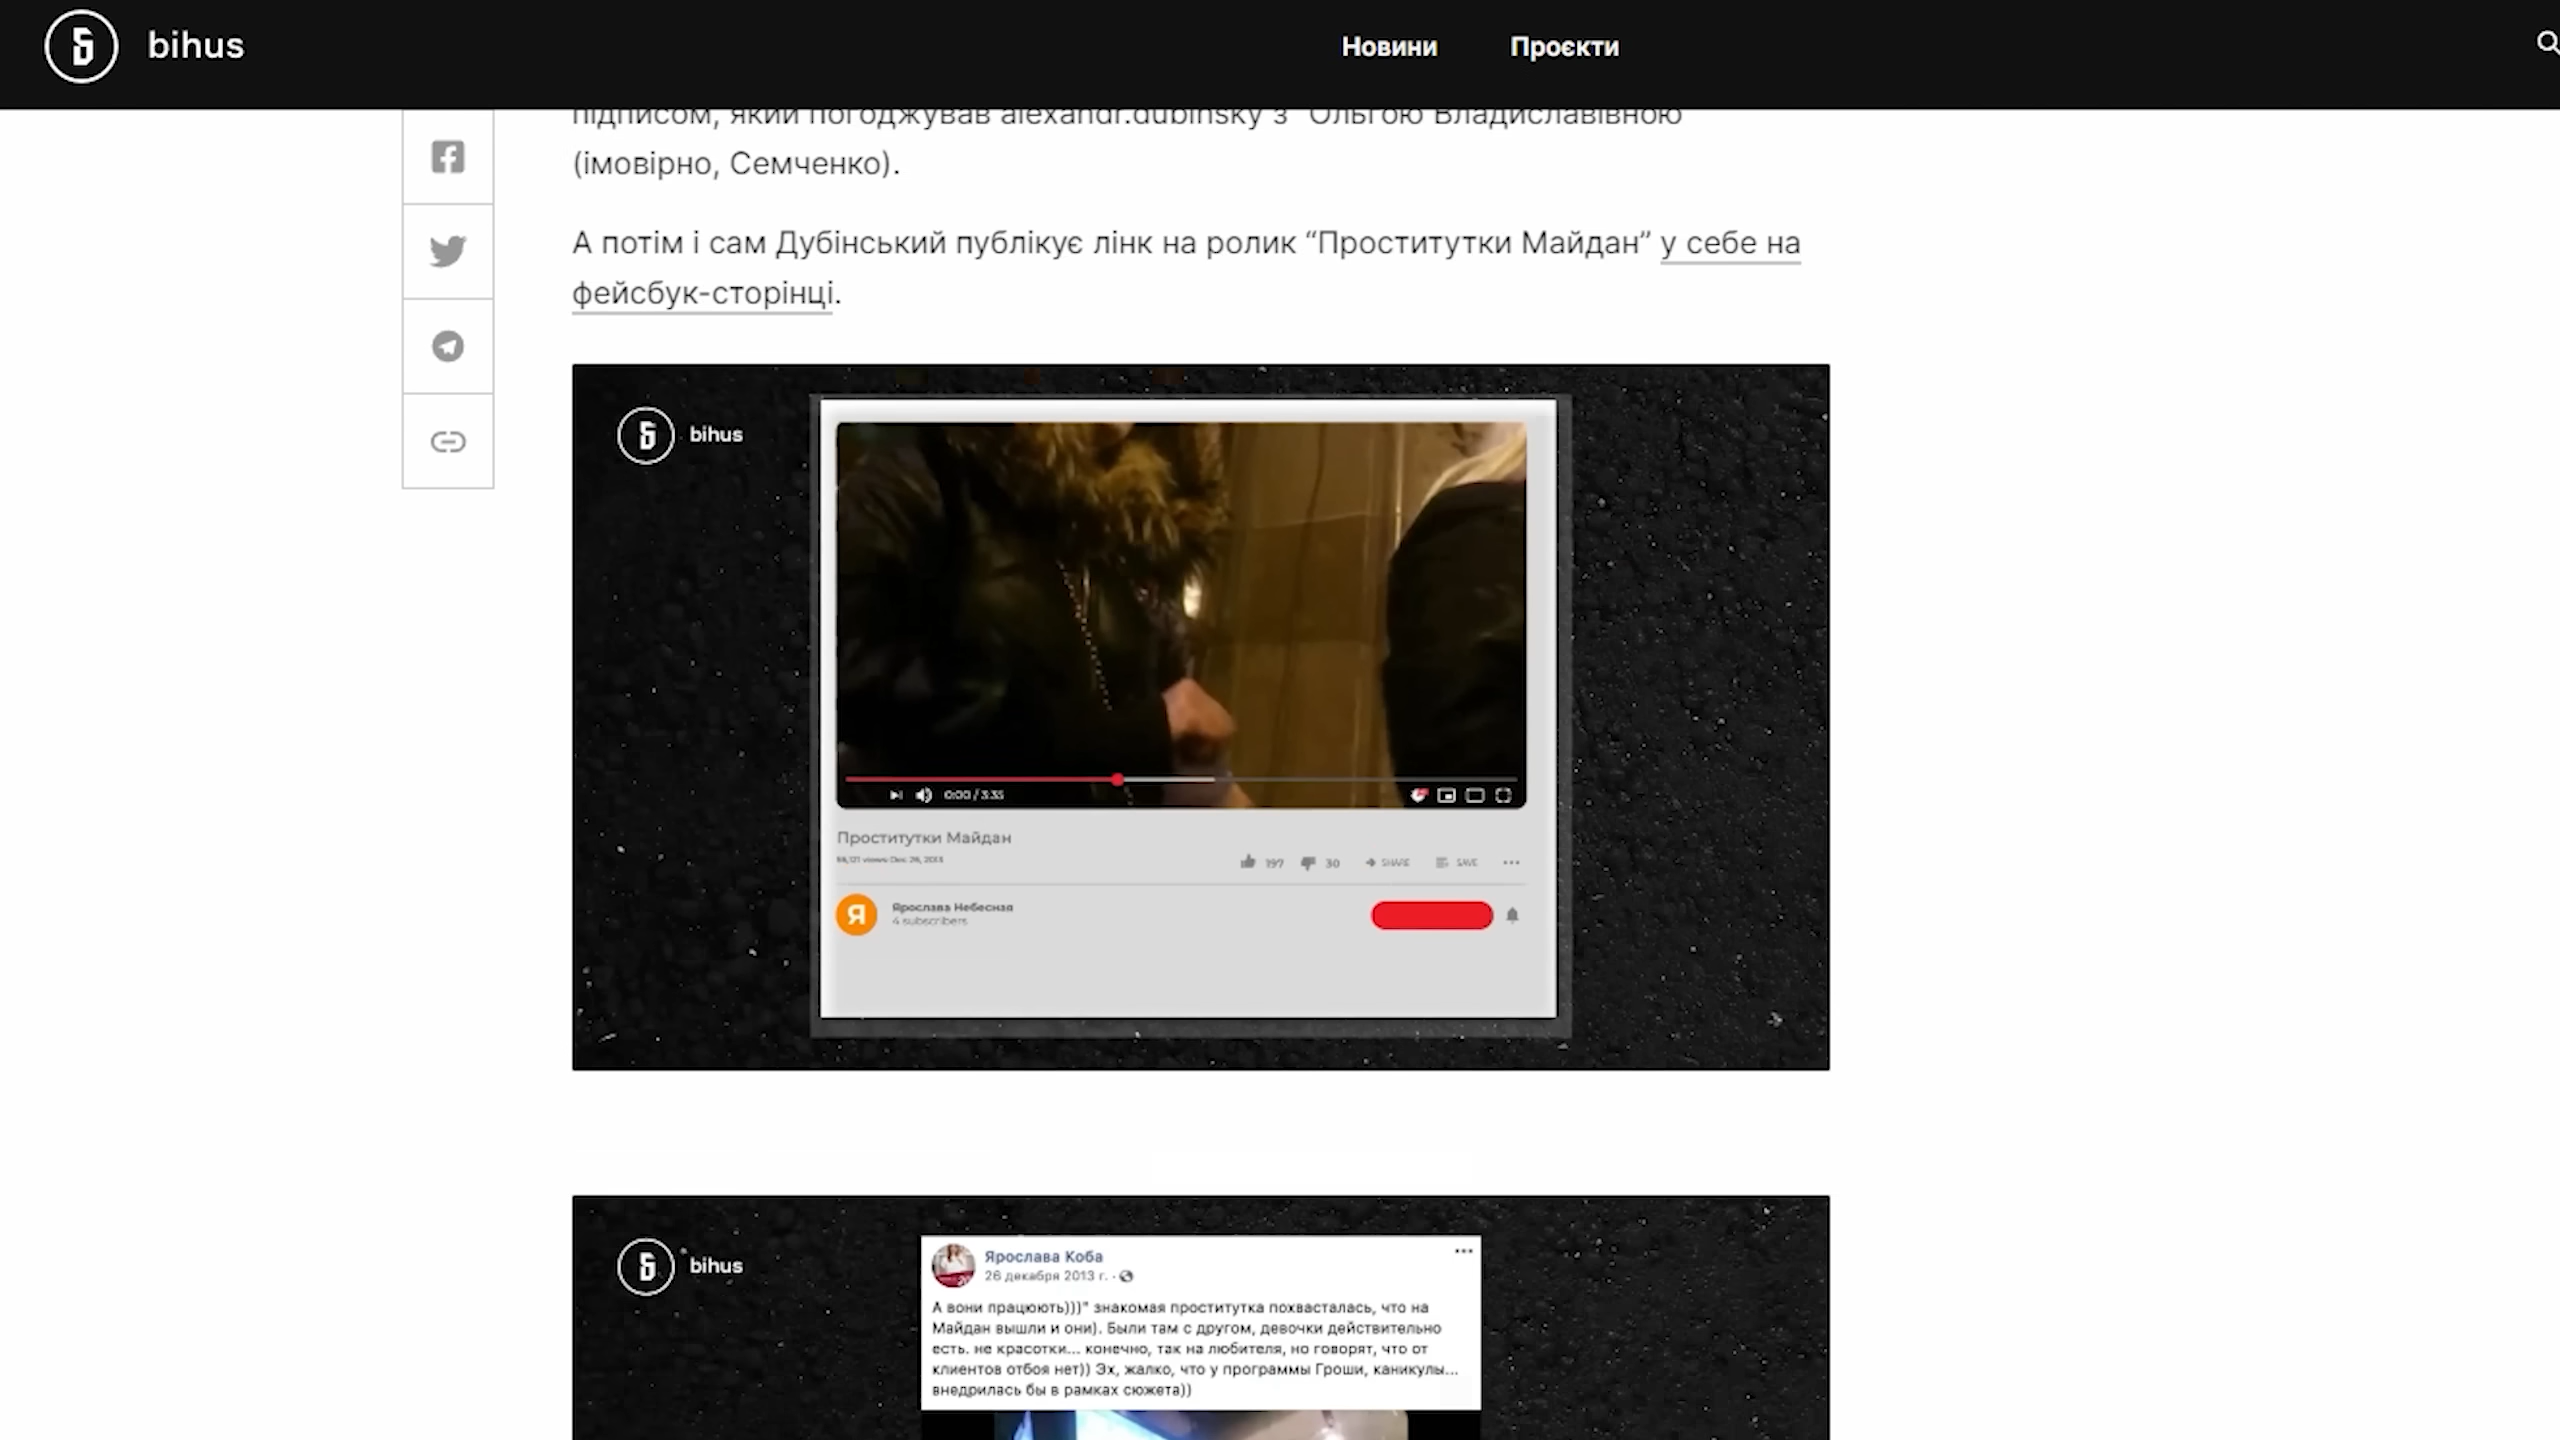 bihus
Новини
Проєкти
підписом, який погоджував alexandr.dubinsky з “Ольгою Владиславівною
(імовірно, Семченко).
А потім і сам Дубінський публікує лінк на ролик “Проститутки Майдан” у себе на
фейсбук-сторінці.
bihus
0:00 / 3:35
Проститутки Майдан
views Dec 26, 2013
197
30
SHARE
SAVE
Я
Ярослава Небесная
4 subscribers
bihus
Ярослава Коба
26 декабря 2013 г. ·
А вони працюють)))" знакомая проститутка похвасталась, что на
Майдан вышли и они). Были там с другом, девочки действительно
есть. не красотки... конечно, так на любителя, но говорят, что от
клиентов отбоя нет)) Эх, жалко, что у программы Гроши, каникулы...
внедрилась бы в рамках сюжета))